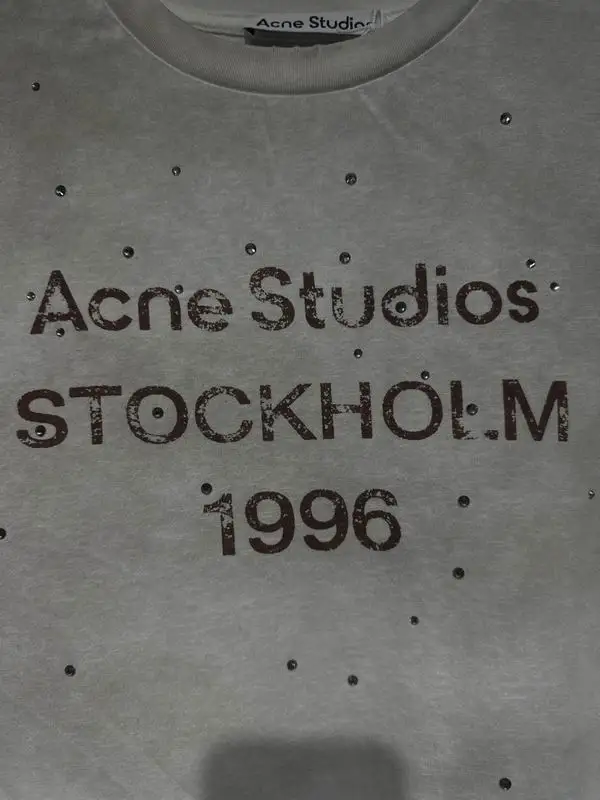 Acne Studios
Acne Studios
STOCKHOLM
1996